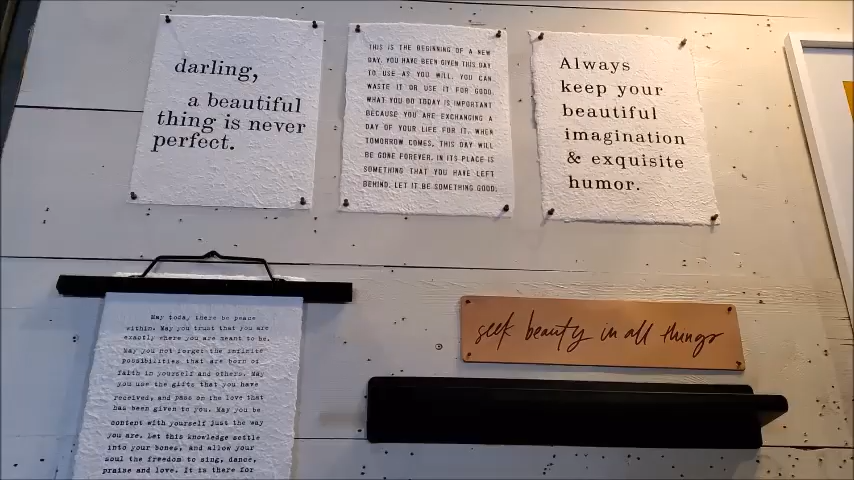 darling,
a beautiful
thing is never
perfect.
THIS IS THE BEGINNING OF A NEW
DAY. YOU HAVE BEEN GIVEN THIS DAY
TO USE AS YOU WILL. YOU CAN
WASTE IT OR USE IT FOR GOOD.
WHAT YOU DO TODAY IS IMPORTANT
BECAUSE YOU ARE EXCHANGING A
DAY OF YOUR LIFE FOR IT. WHEN
TOMORROW COMES, THIS DAY WILL
BE GONE FOREVER. IN ITS PLACE IS
SOMETHING THAT YOU HAVE LEFT
BEHIND. LET IT BE SOMETHING GOOD.
Always
keep your
beautiful
imagination
& exquisite
humor.
May today, there be peace
within. May you trust that you are
exactly where you are meant to be.
May you not forget the infinite
possibilities that are born of
faith in yourself and others. May
you use the gifts that you have
received, and pass on the love that
has been given to you. May you be
content with yourself just the way
you are. Let this knowledge settle
into your bones, and allow your
soul the freedom to sing, dance,
praise and love. It is there for
seek beauty in all things